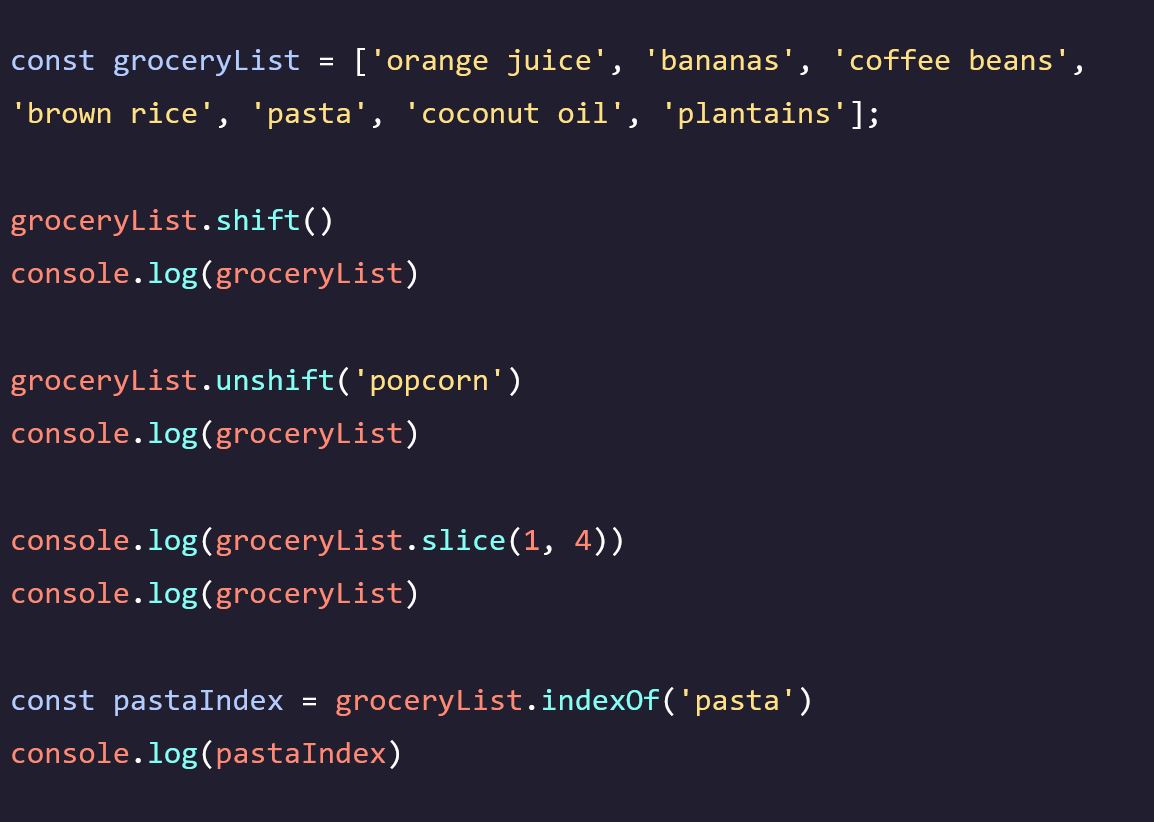 const groceryList = ['orange juice', 'bananas', 'coffee beans',
'brown rice', 'pasta', 'coconut oil', 'plantains'];
groceryList.shift()
console.log(groceryList)
groceryList.unshift('popcorn')
console.log(groceryList)
console.log(groceryList.slice(1, 4))
console.log(groceryList)
const pastaIndex = groceryList.indexOf('pasta')
console.log(pastaIndex)